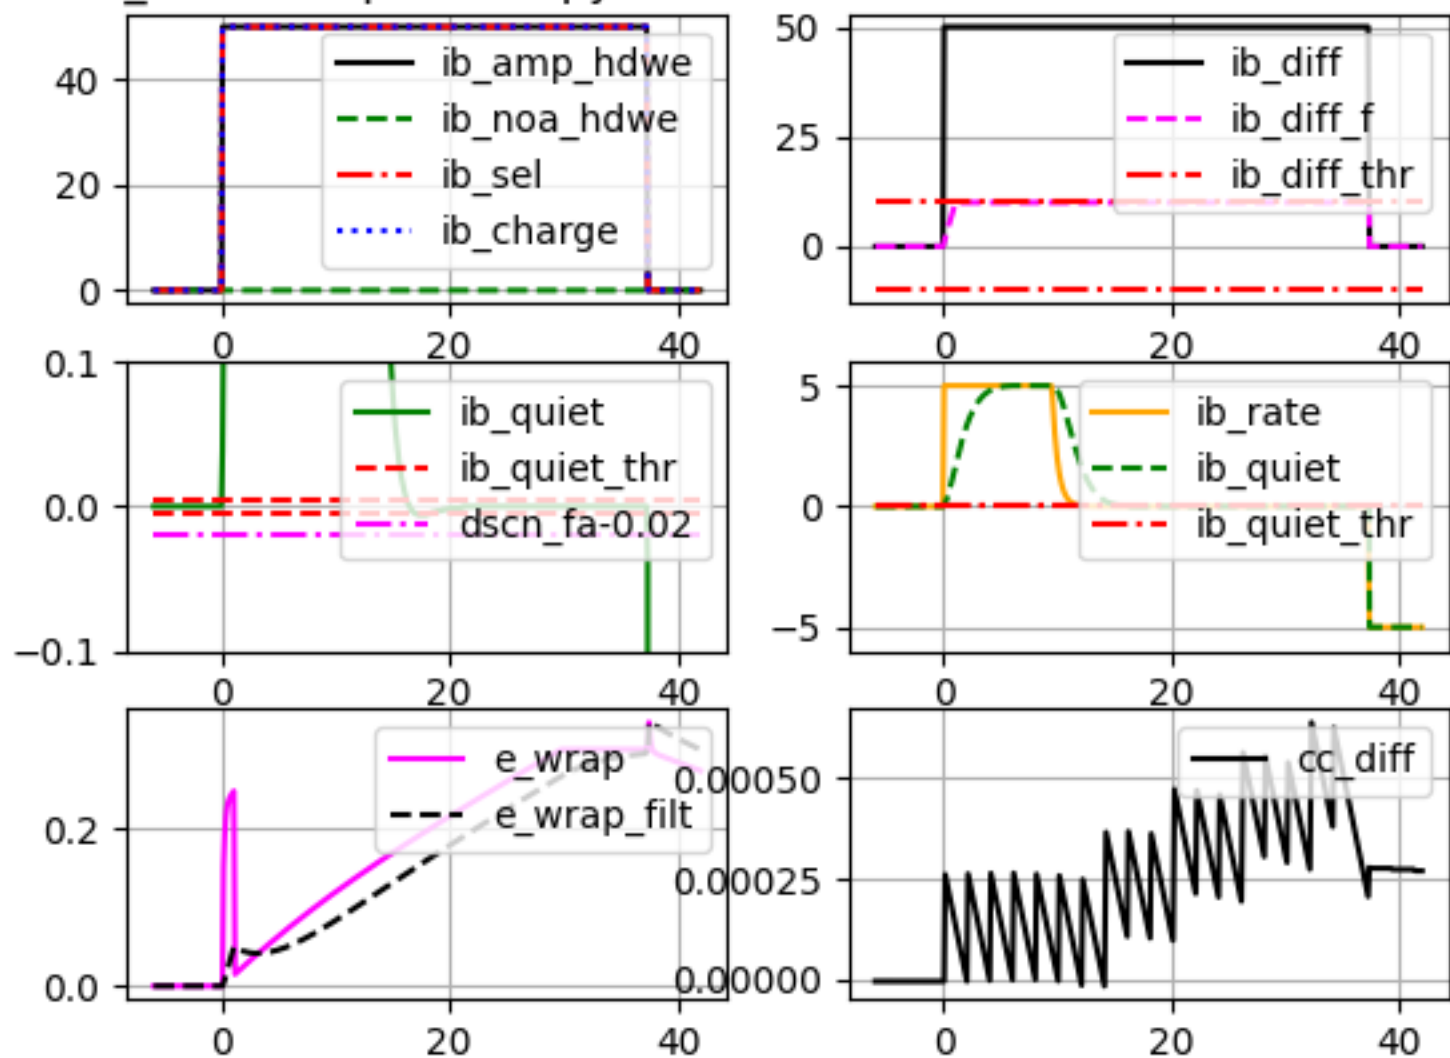 40
20
0
0 20 40
ib_amp_hdwe
ib_noa_hdwe
ib_sel
ib_charge
50
25
0
0 20 40
ib_diff
ib_diff_f
ib_diff_thr
0.1
0.0
−0.1
0 20 40
ib_quiet
ib_quiet_thr
dscn_fa-0.02
5
0
−5
0 20 40
ib_rate
ib_quiet
ib_quiet_thr
0.2
0.0
0 20 40
e_wrap
e_wrap_filt
0.00050
0.00025
0.00000
0 20 40
cc_diff